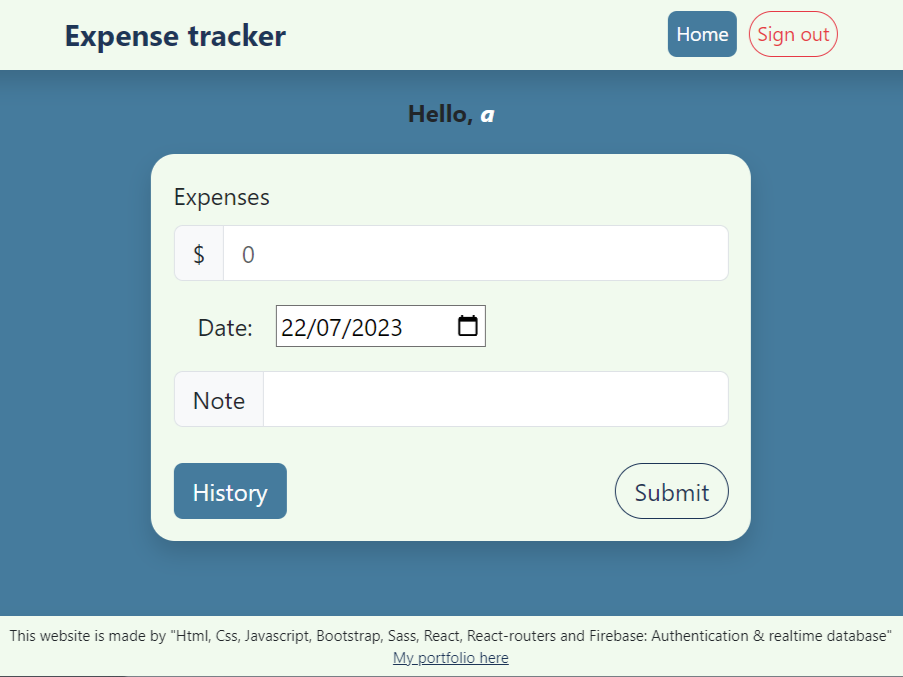 Expense tracker
Home
Sign out
Hello, a
Expenses
$ 0
Date: 22/07/2023
Note
History
Submit
This website is made by "Html, Css, Javascript, Bootstrap, Sass, React, React-routers and Firebase: Authentication & realtime database"
My portfolio here